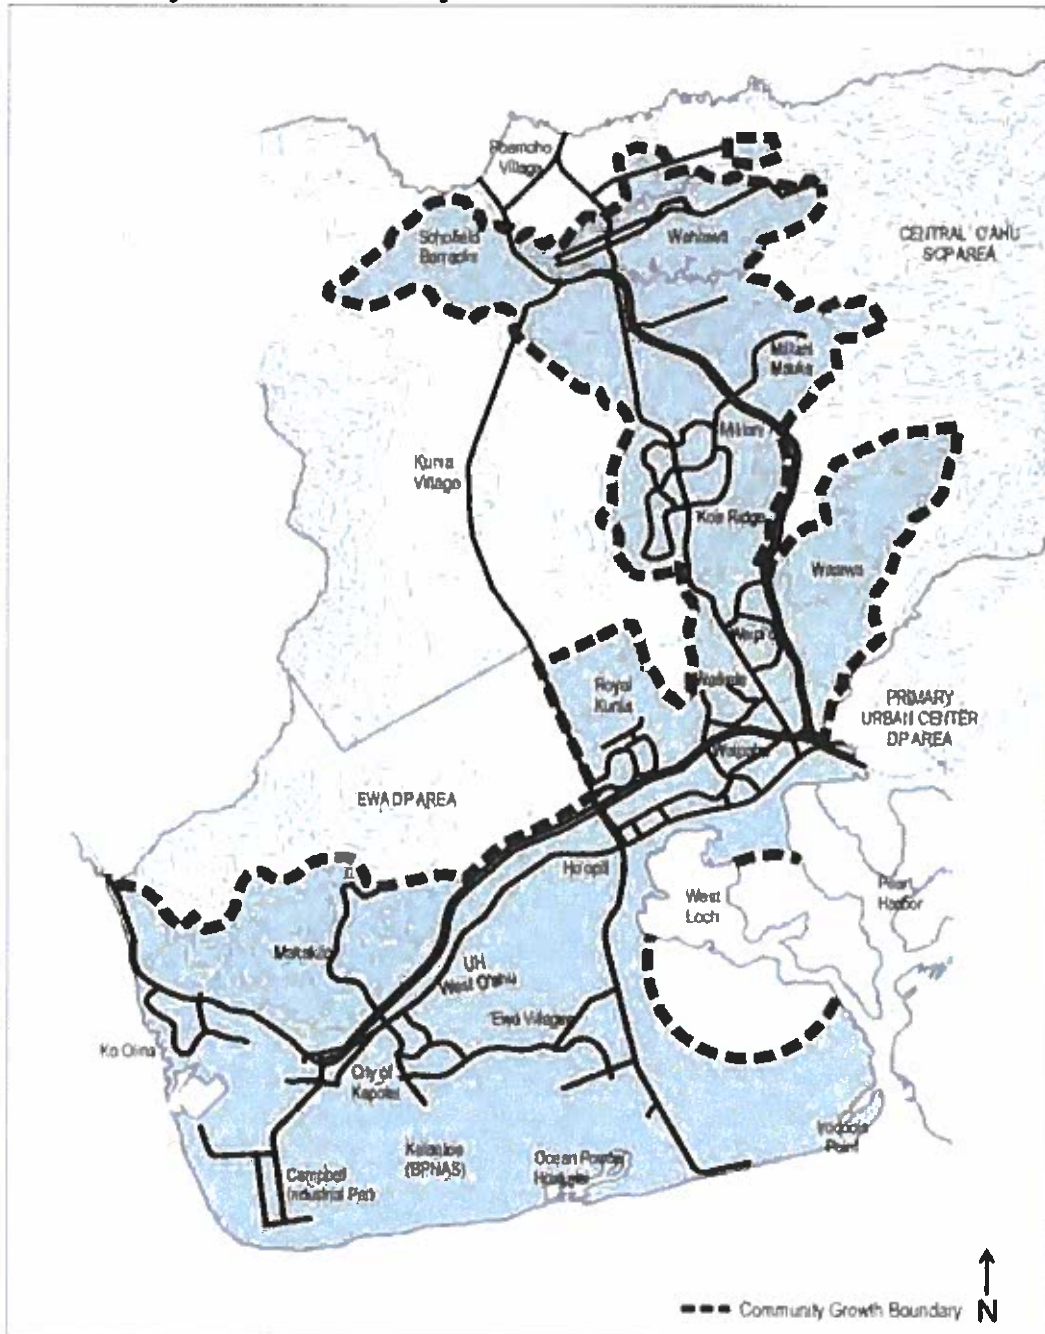 Poamoho
Village
Schofield
Barracks
Wahiawa
CENTRAL O'AHU
SCP AREA
Mililani
Mauka
Mililani
Kunia
Village
Koa Ridge
Waiawa
Waipi'o
Waikele
Royal
Kunia
PRIMARY
URBAN CENTER
DP AREA
Waipahu
EWA DP AREA
Ho'opili
West
Loch
Pearl
Harbor
Makakilo
UH
West O'ahu
'Ewa Villages
Ko Olina
City of
Kapolei
Kalaeloa
(BPNAS)
Ocean Pointe
Hoakalei
Iroquois
Point
Campbell
(Industrial Park)
Community Growth Boundary
N